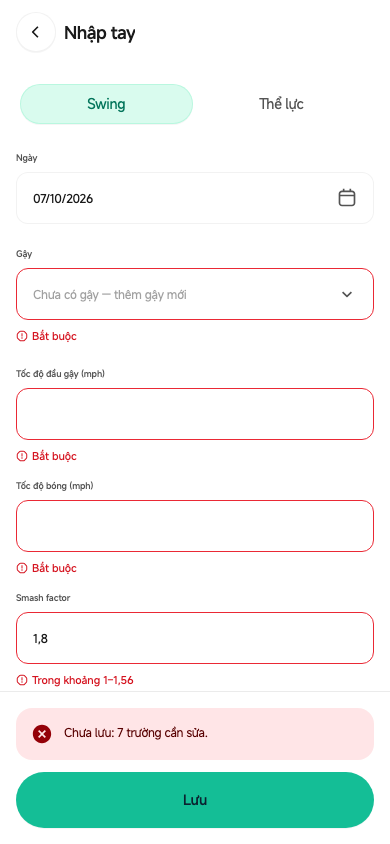 Nhập tay
Swing
Thể lực
Ngày
07/10/2026
Gậy
Chưa có gậy — thêm gậy mới
Bắt buộc
Tốc độ đầu gậy (mph)
Bắt buộc
Tốc độ bóng (mph)
Bắt buộc
Smash factor
1,8
Trong khoảng 1–1,56
Chưa lưu: 7 trường cần sửa.
Lưu